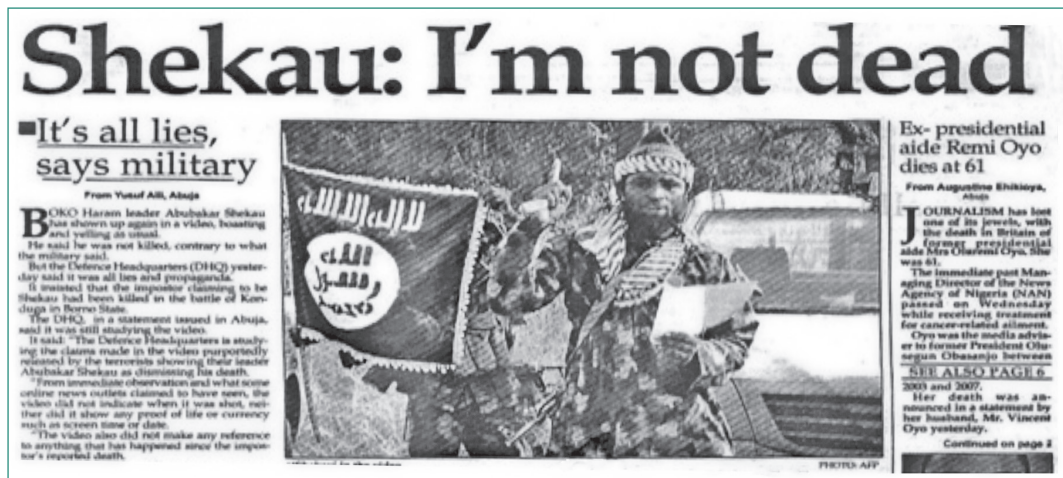 Shekau: I'm not dead
It's all lies,
says military
From Yusuf Alli, Abuja
BOKO Haram leader Abubakar Shekau
has shown up again in a video, boasting
and yelling as usual.
He said he was not killed, contrary to what
the military said.
But the Defence Headquarters (DHQ) yester-
day said it was all lies and propaganda.
It insisted that the impostor claiming to be
Shekau had been killed in the battle of Kon-
duga in Borno State.
The DHQ, in a statement issued in Abuja,
said it was still studying the video.
It said: "The Defence Headquarters is study-
ing the claims made in the video purportedly
released by the terrorists showing their leader
Abubakar Shekau as dismissing his death.
"From immediate observation and what some
online news outlets claimed to have seen, the
video did not indicate when it was shot, nei-
ther did it show any proof of life or currency
such as screen time or date.
"The video also did not make any reference
to anything that has happened since the impos-
tor's reported death.
الله
رسول
محمد
in the video
PHOTO: AFP
Ex- presidential
aide Remi Oyo
dies at 61
From Augustine Ehikioya,
Abuja
JOURNALISM has lost
one of its jewels, with
the death in Britain of
former presidential
aide Mrs Oluremi Oyo. She
was 61.
The immediate past Man-
aging Director of the News
Agency of Nigeria (NAN)
passed on Wednesday
while receiving treatment
for cancer-related ailment.
Oyo was the media advis-
er to former President Olu-
segun Obasanjo between
SEE ALSO PAGE 6
2003 and 2007.
Her death was an-
nounced in a statement by
her husband, Mr. Vincent
Oyo yesterday.
Continued on page 2